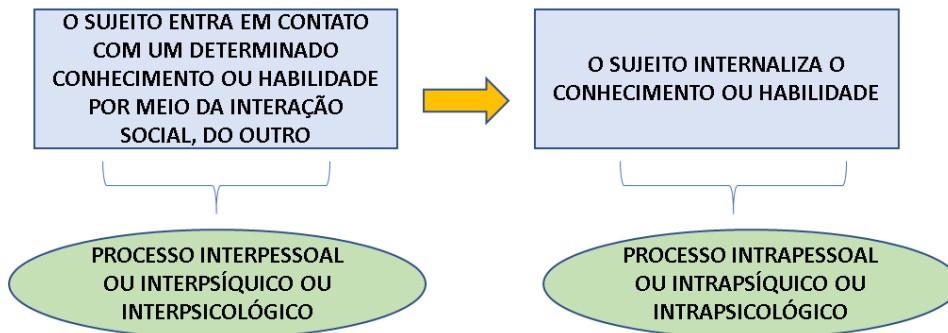 O SUJEITO ENTRA EM CONTATO
COM UM DETERMINADO
CONHECIMENTO OU HABILIDADE
POR MEIO DA INTERAÇÃO
SOCIAL, DO OUTRO
O SUJEITO INTERNALIZA O
CONHECIMENTO OU HABILIDADE
PROCESSO INTERPESSOAL
OU INTERPSÍQUICO OU
INTERPSICOLÓGICO
PROCESSO INTRAPESSOAL
OU INTRAPSÍQUICO OU
INTRAPSICOLÓGICO